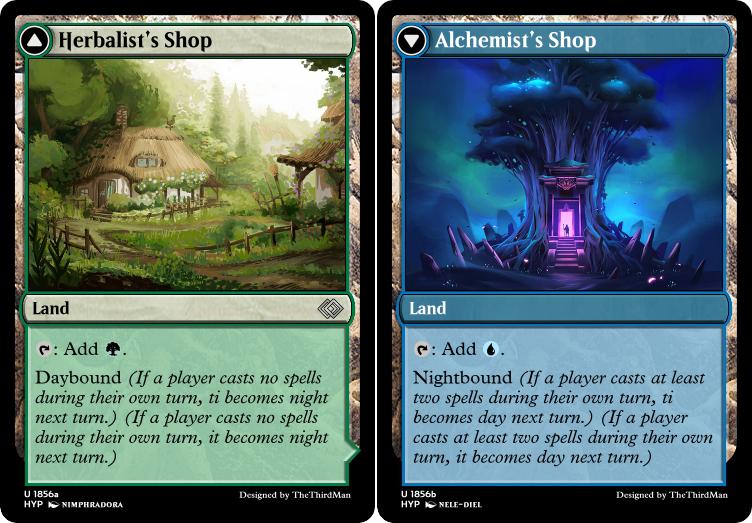 Herbalist's Shop
Land
: Add .
Daybound (If a player casts no spells
during their own turn, ti becomes night
next turn.) (If a player casts no spells
during their own turn, it becomes night
next turn.)
U 1856a
HYP NIMPHRADORA
Designed by TheThirdMan
Alchemist's Shop
Land
: Add .
Nightbound (If a player casts at least
two spells during their own turn, ti
becomes day next turn.) (If a player
casts at least two spells during their own
turn, it becomes day next turn.)
U 1856b
HYP NELE-DIEL
Designed by TheThirdMan